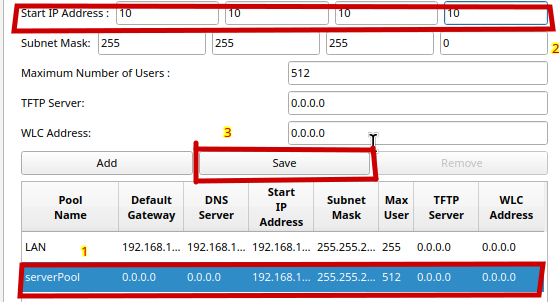 Start IP Address : 10 10 10 10
Subnet Mask: 255 255 255 0
2
Maximum Number of Users : 512
TFTP Server: 0.0.0.0
WLC Address: 0.0.0.0
3
Add Save Remove
Pool Name Default Gateway DNS Server Start IP Address Subnet Mask Max User TFTP Server WLC Address
LAN 192.168.1... 192.168.1... 192.168.1... 255.255.2... 255 0.0.0.0 0.0.0.0
1
serverPool 0.0.0.0 0.0.0.0 192.168.1... 255.255.2... 512 0.0.0.0 0.0.0.0